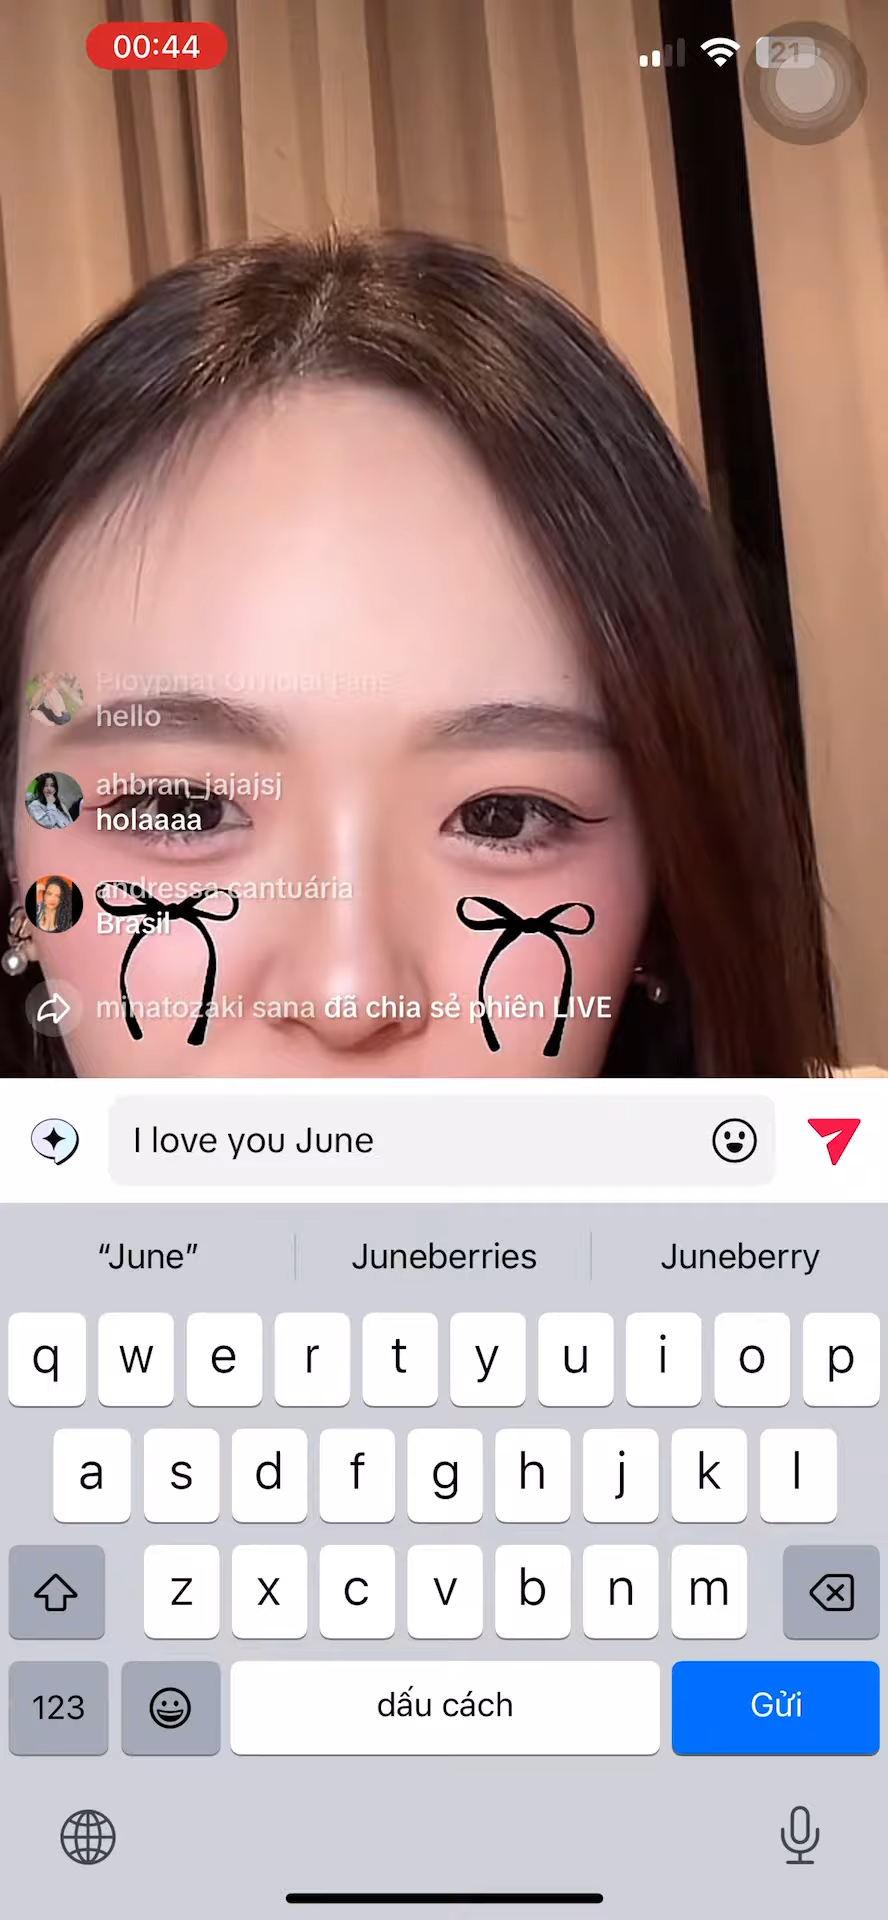 00:44
21
Ploypnat Official Fans
hello
ahbran_jajajsj
holaaaa
andressa cantuária
Brasil
minatozaki sana đã chia sẻ phiên LIVE
I love you June
“June” Juneberries Juneberry
q w e r t y u i o p
a s d f g h j k l
z x c v b n m
123 dấu cách Gửi